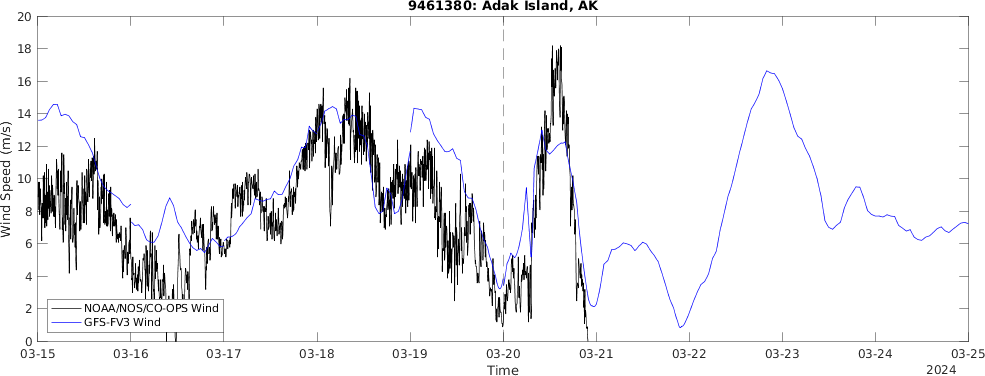 9461380: Adak Island, AK
20
18
16
14
12
10
8
6
4
2
0
Wind Speed (m/s)
NOAA/NOS/CO-OPS Wind
GFS-FV3 Wind
03-15 03-16 03-17 03-18 03-19 03-20 03-21 03-22 03-23 03-24 03-25
Time
2024